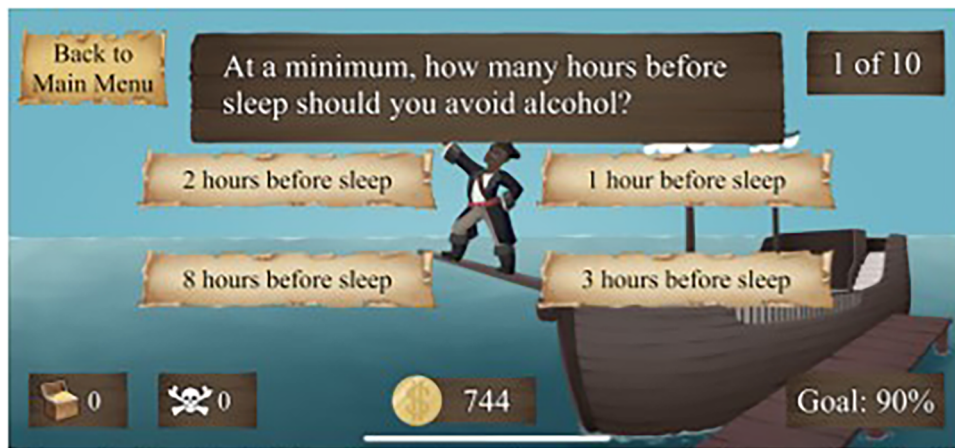 Back to
Main Menu
At a minimum, how many hours before
sleep should you avoid alcohol?
1 of 10
2 hours before sleep
1 hour before sleep
8 hours before sleep
3 hours before sleep
0
0
744
Goal: 90%